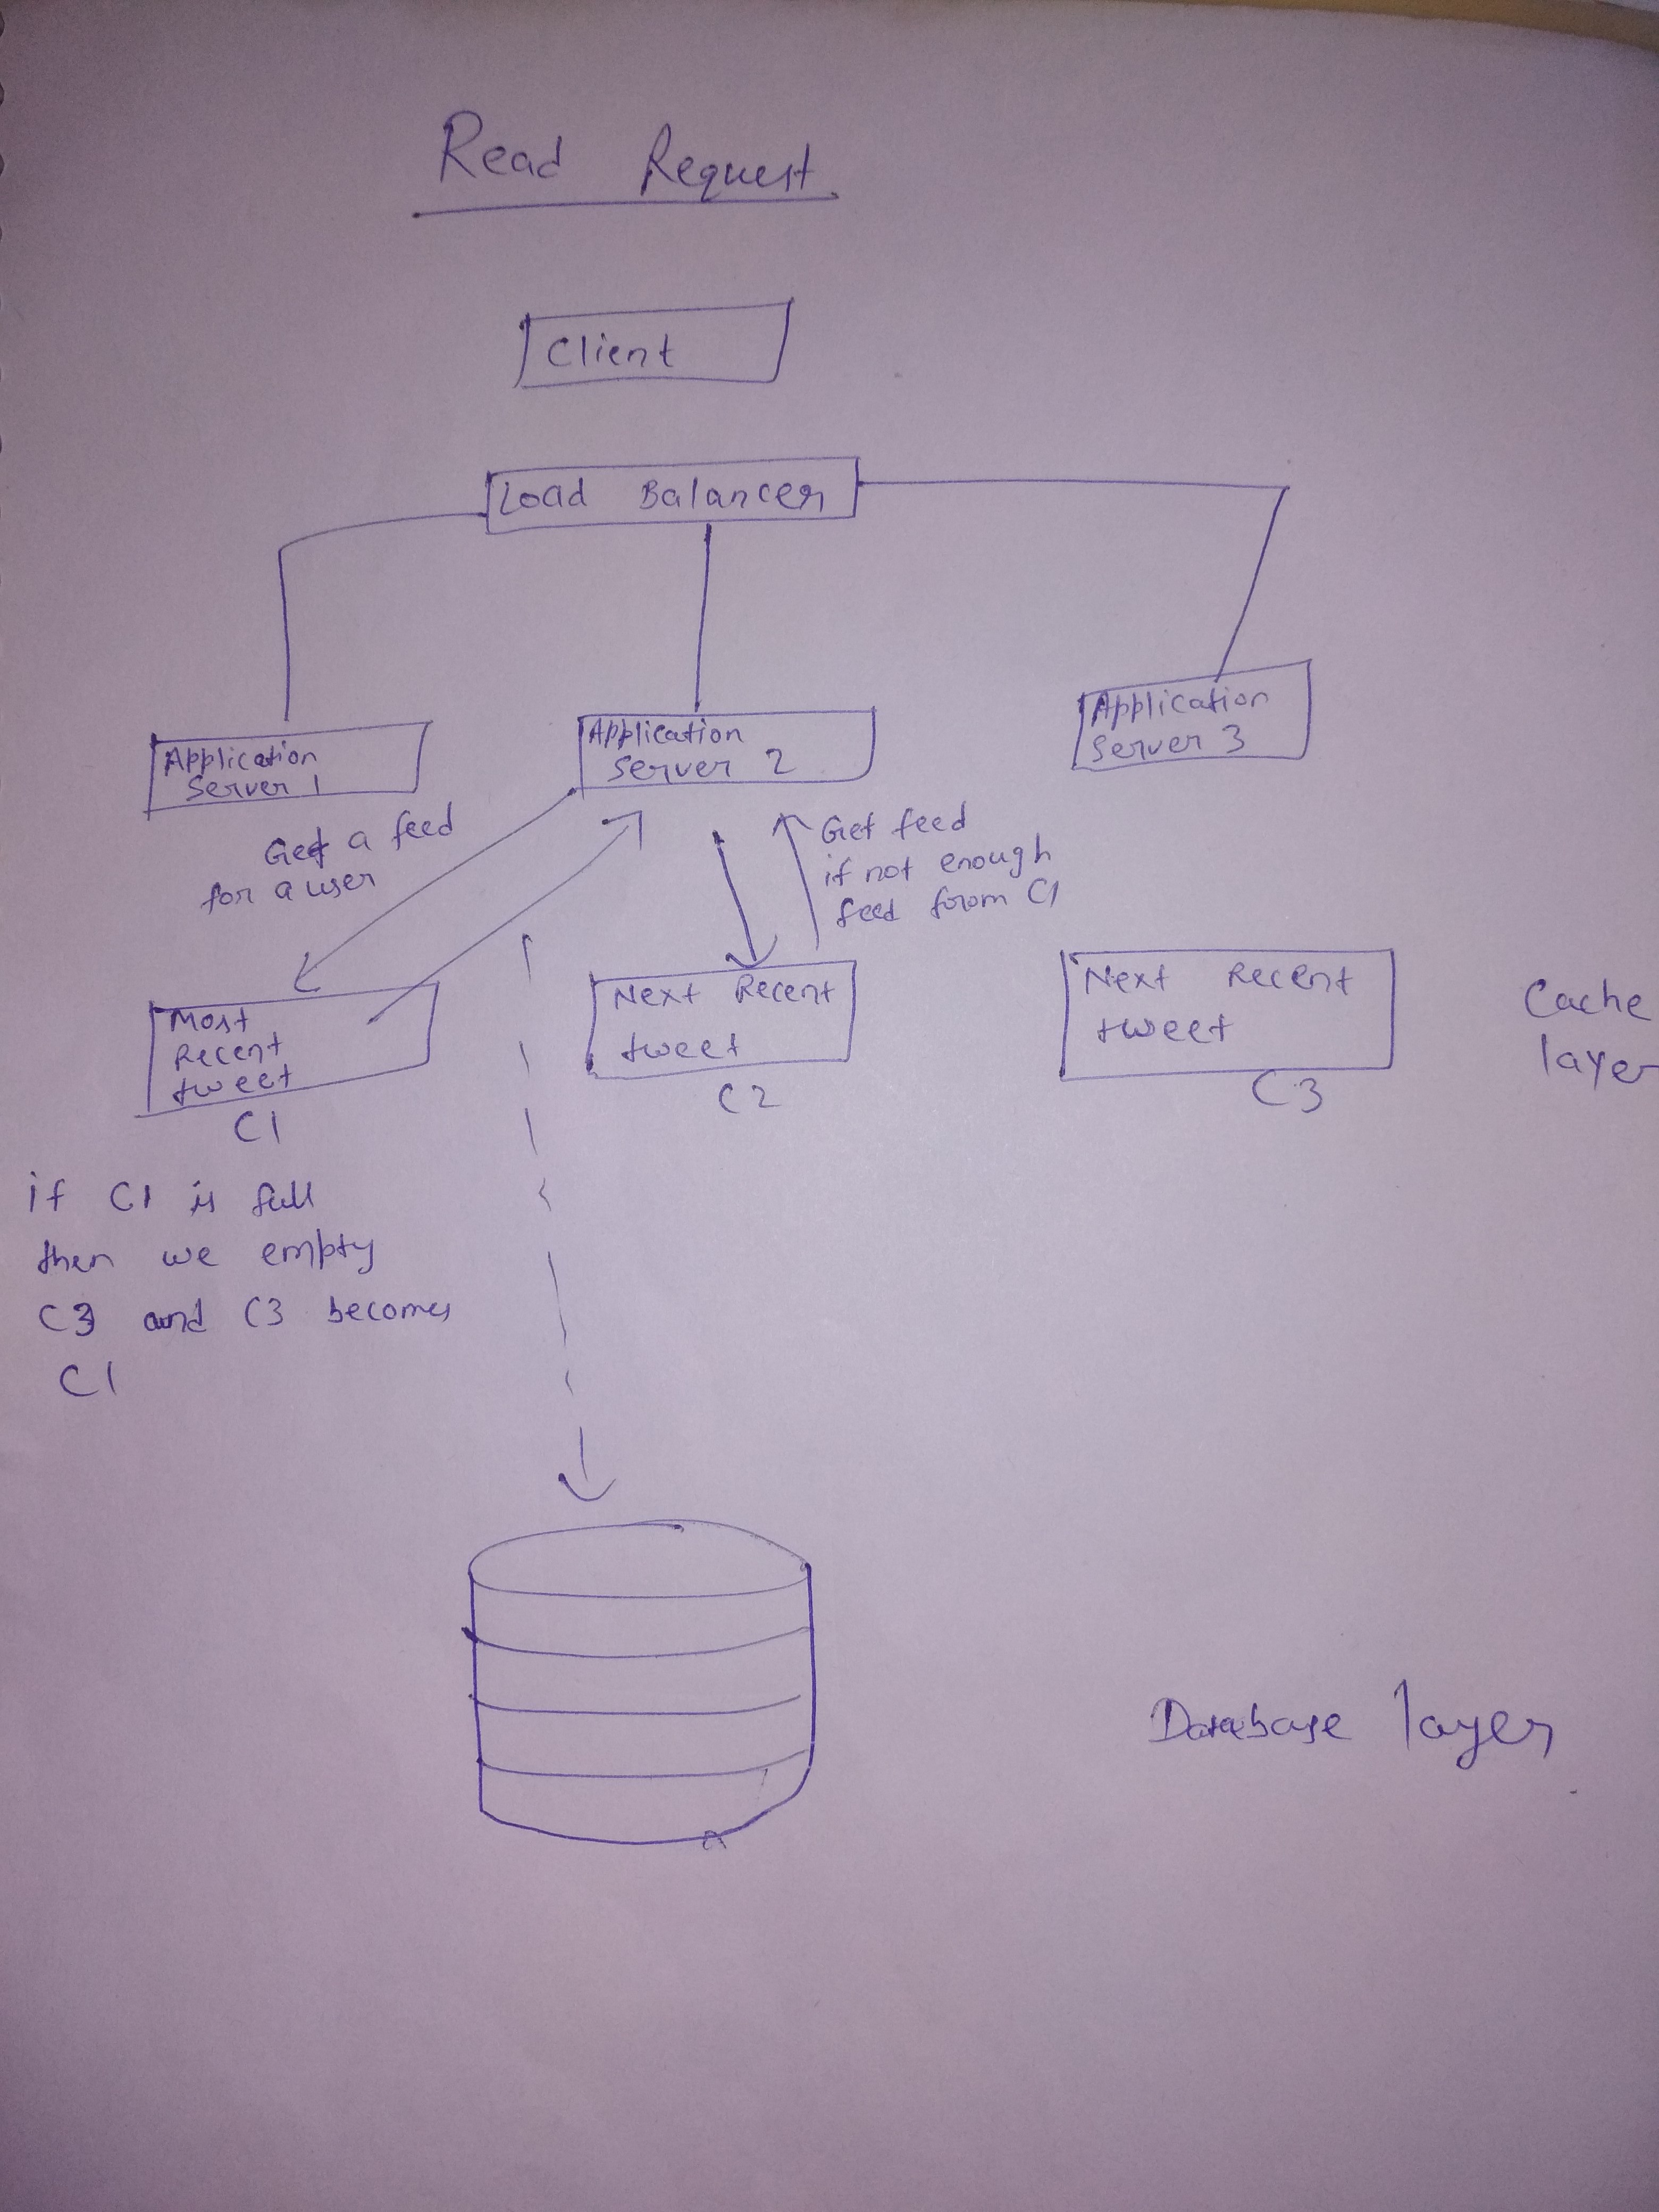 Read Request
Client
Load Balancer
Application
Server 1
Application
Server 2
Application
Server 3
Get a feed
for a user
Get feed
if not enough
feed from C1
Most
Recent
tweet
C1
Next Recent
tweet
C2
Next Recent
tweet
C3
Cache
layer
if C1 is full
then we empty
C3 and C3 becomes
C1
Database layer